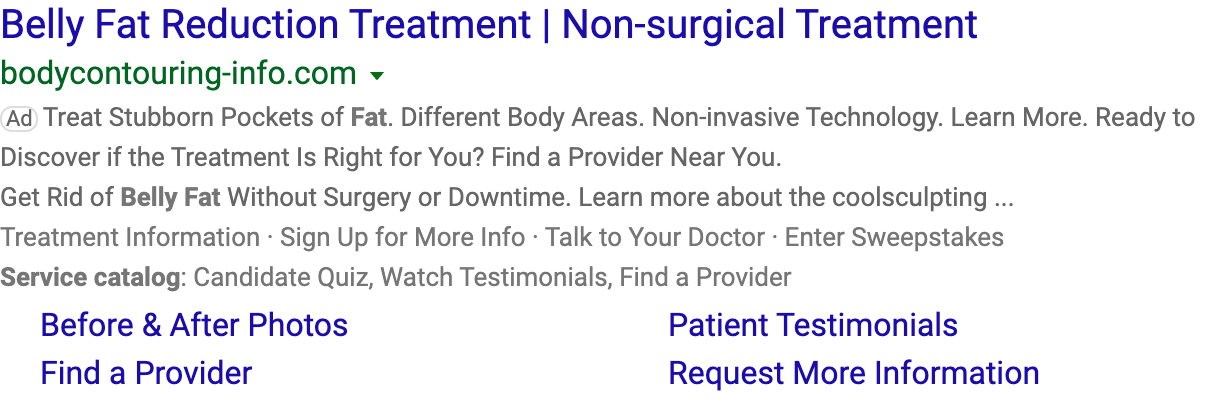 Belly Fat Reduction Treatment | Non-surgical Treatment
bodycontouring-info.com
Ad Treat Stubborn Pockets of Fat. Different Body Areas. Non-invasive Technology. Learn More. Ready to
Discover if the Treatment Is Right for You? Find a Provider Near You.
Get Rid of Belly Fat Without Surgery or Downtime. Learn more about the coolsculpting ...
Treatment Information · Sign Up for More Info · Talk to Your Doctor · Enter Sweepstakes
Service catalog: Candidate Quiz, Watch Testimonials, Find a Provider
Before & After Photos
Patient Testimonials
Find a Provider
Request More Information